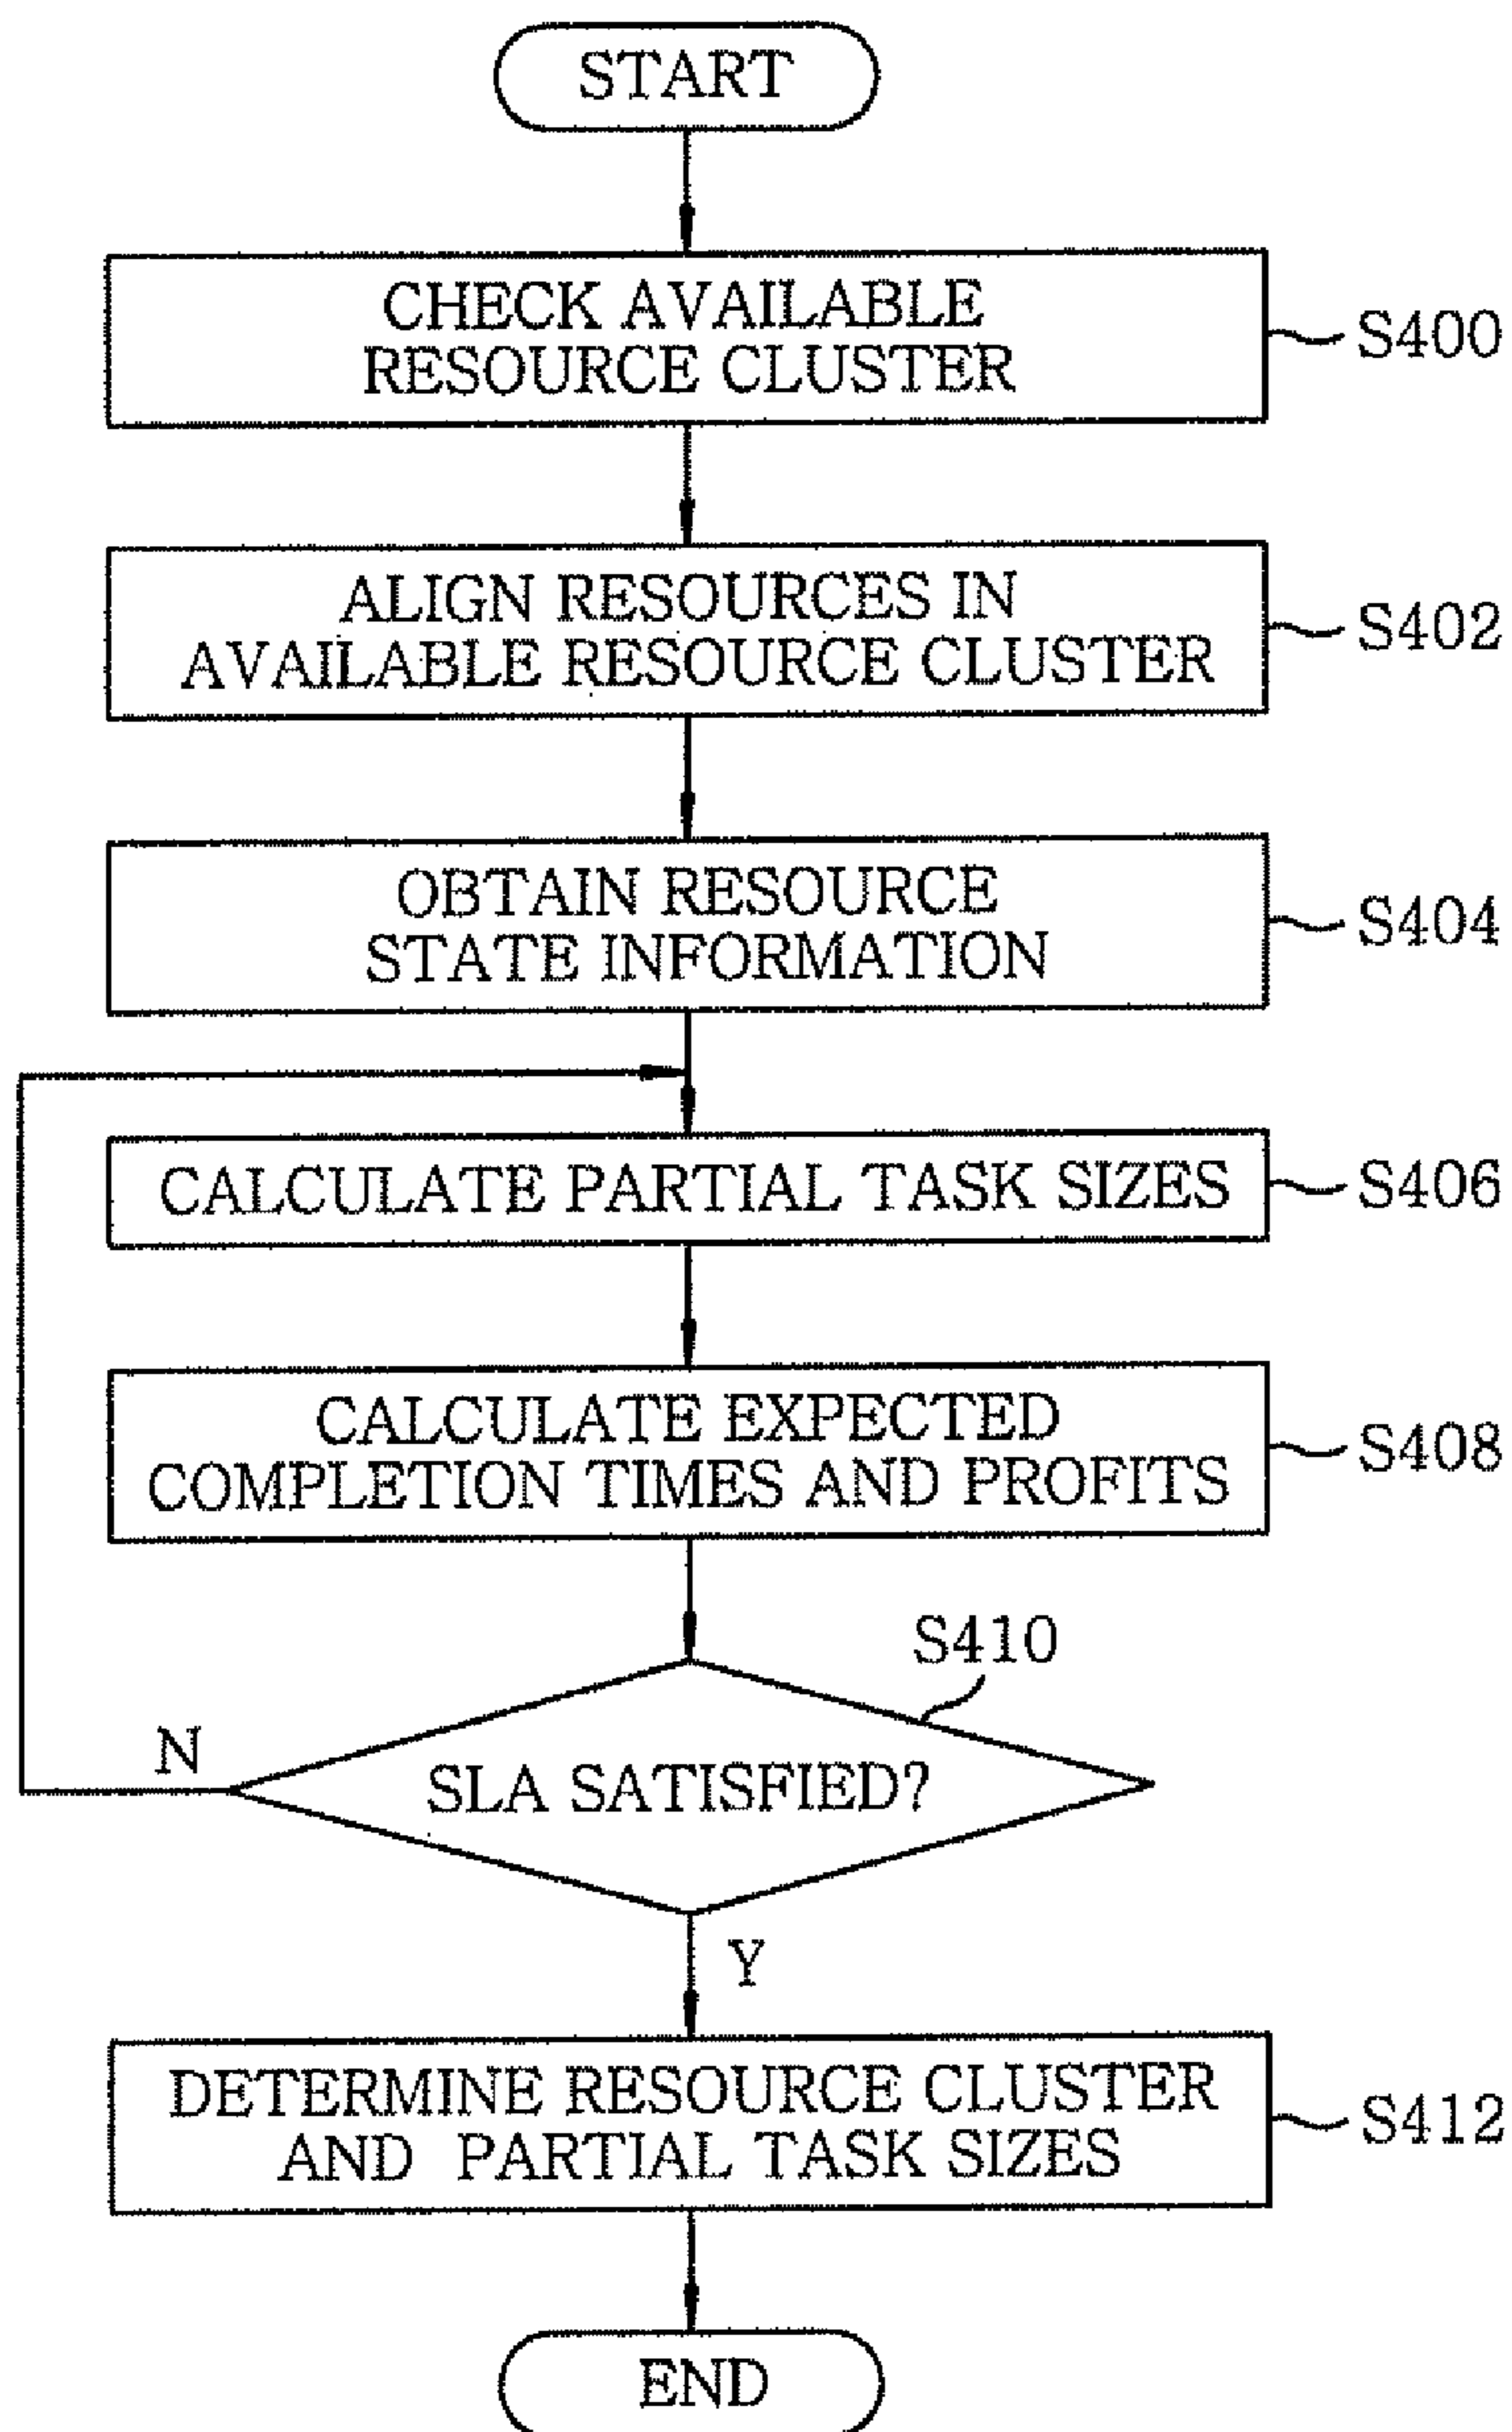 START
CHECK AVAILABLE
RESOURCE CLUSTER
S400
ALIGN RESOURCES IN
AVAILABLE RESOURCE CLUSTER
S402
OBTAIN RESOURCE
STATE INFORMATION
S404
CALCULATE PARTIAL TASK SIZES
S406
CALCULATE EXPECTED
COMPLETION TIMES AND PROFITS
S408
S410
N
SLA SATISFIED?
Y
DETERMINE RESOURCE CLUSTER
AND PARTIAL TASK SIZES
S412
END